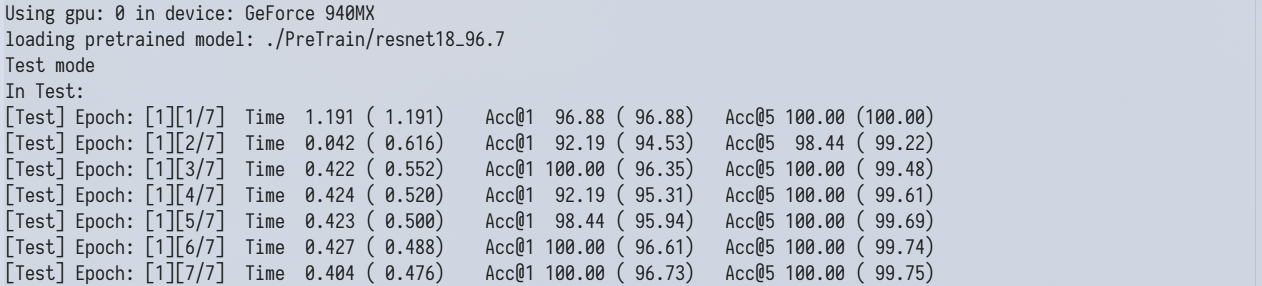 Using gpu: 0 in device: GeForce 940MX
loading pretrained model: ./PreTrain/resnet18_96.7
Test mode
In Test:
[Test] Epoch: [1][1/7]  Time  1.191 ( 1.191)    Acc@1  96.88 ( 96.88)   Acc@5 100.00 (100.00)
[Test] Epoch: [1][2/7]  Time  0.042 ( 0.616)    Acc@1  92.19 ( 94.53)   Acc@5  98.44 ( 99.22)
[Test] Epoch: [1][3/7]  Time  0.422 ( 0.552)    Acc@1 100.00 ( 96.35)   Acc@5 100.00 ( 99.48)
[Test] Epoch: [1][4/7]  Time  0.424 ( 0.520)    Acc@1  92.19 ( 95.31)   Acc@5 100.00 ( 99.61)
[Test] Epoch: [1][5/7]  Time  0.423 ( 0.500)    Acc@1  98.44 ( 95.94)   Acc@5 100.00 ( 99.69)
[Test] Epoch: [1][6/7]  Time  0.427 ( 0.488)    Acc@1 100.00 ( 96.61)   Acc@5 100.00 ( 99.74)
[Test] Epoch: [1][7/7]  Time  0.404 ( 0.476)    Acc@1 100.00 ( 96.73)   Acc@5 100.00 ( 99.75)